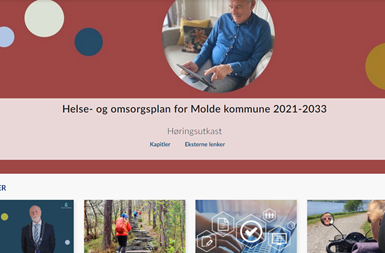 Helse- og omsorgsplan for Molde kommune 2021-2033
Høringsutkast
Kapitler Eksterne lenker
ER